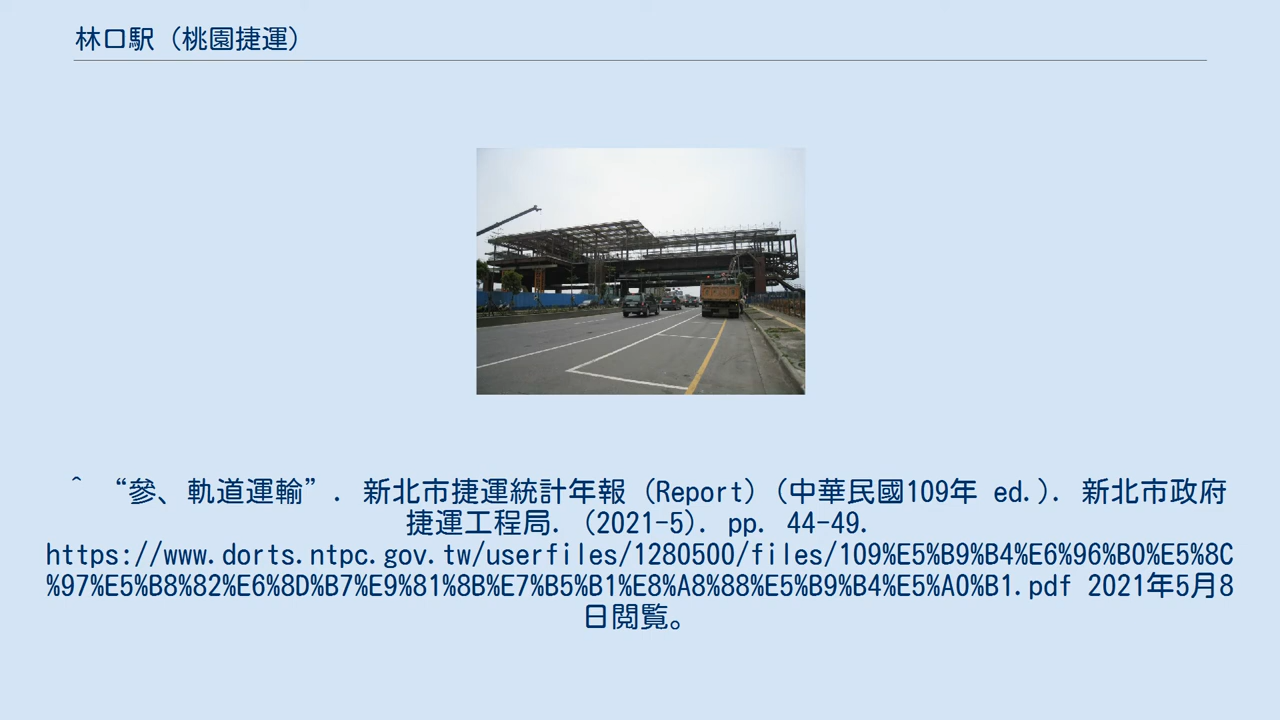 林口駅（桃園捷運）
^ “參、軌道運輸”. 新北市捷運統計年報 (Report) (中華民國109年 ed.). 新北市政府
捷運工程局. (2021-5). pp. 44-49.
https://www.dorts.ntpc.gov.tw/userfiles/1280500/files/109%E5%B9%B4%E6%96%B0%E5%8C
%97%E5%B8%82%E6%8D%B7%E9%81%8B%E7%B5%B1%E8%A8%88%E5%B9%B4%E5%A0%B1.pdf 2021年5月8
日閲覧。